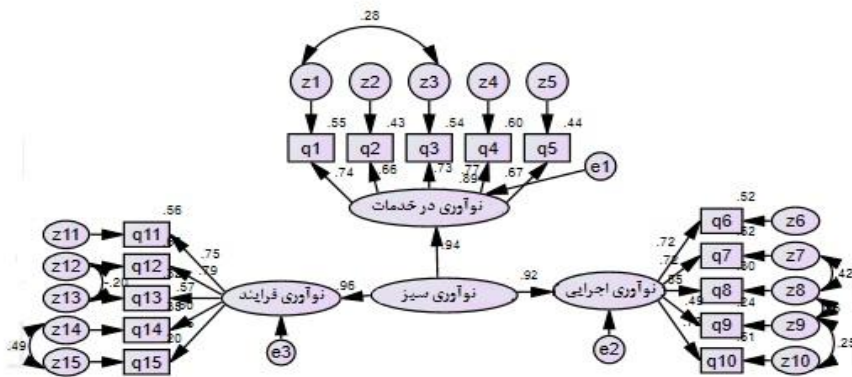 .28
z1 z2 z3 z4 z5
.55 .43 .54 .60 .44
q1 q2 q3 q4 q5
.74 .66 .73 .77 .67
.89
e1
نوآوری در خدمات
.94
.56
z11 q11
z12 q12
-.20
z13 q13
z14 q14
.49
z15 q15
.75
.79
.57
.20
نوآوری فرایند
.96
نوآوری سبز
.92
نوآوری اجرایی
e3
e2
.52
q6 z6
.72
q7 z7
.72
.42
q8 z8
.49
.24
q9 z9
.25
q10 z10